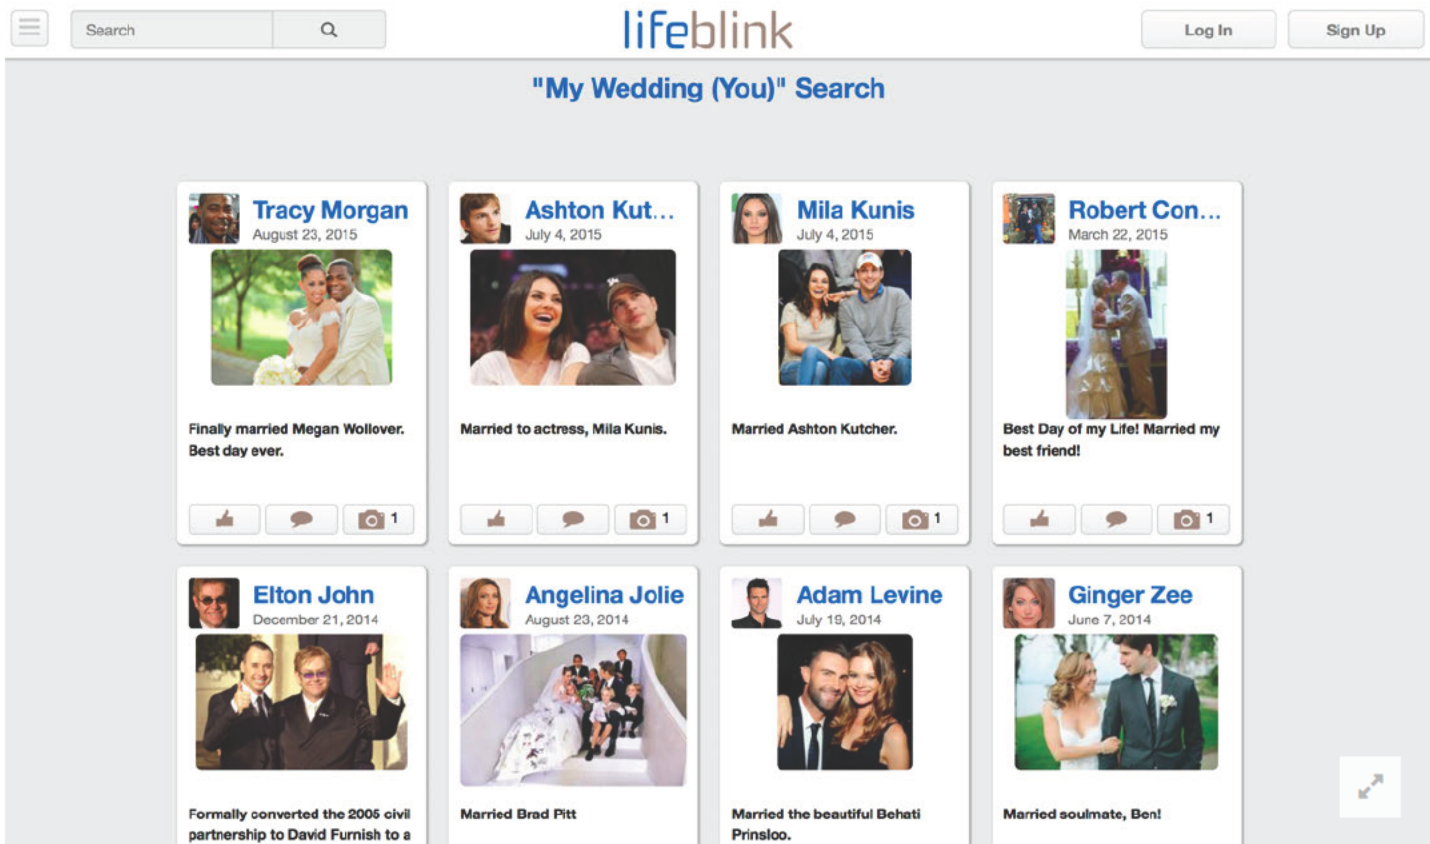 Search
lifeblink
Log In
Sign Up
"My Wedding (You)" Search
Tracy Morgan
August 23, 2015
Finally married Megan Wollover.
Best day ever.
1
Ashton Kut...
July 4, 2015
Married to actress, Mila Kunis.
1
Mila Kunis
July 4, 2015
Married Ashton Kutcher.
1
Robert Con...
March 22, 2015
Best Day of my Life! Married my
best friend!
1
Elton John
December 21, 2014
Formally converted the 2005 civil
partnership to David Furnish to a
Angelina Jolie
August 23, 2014
Married Brad Pitt
Adam Levine
July 19, 2014
Married the beautiful Behati
Prinsloo.
Ginger Zee
June 7, 2014
Married soulmate, Ben!